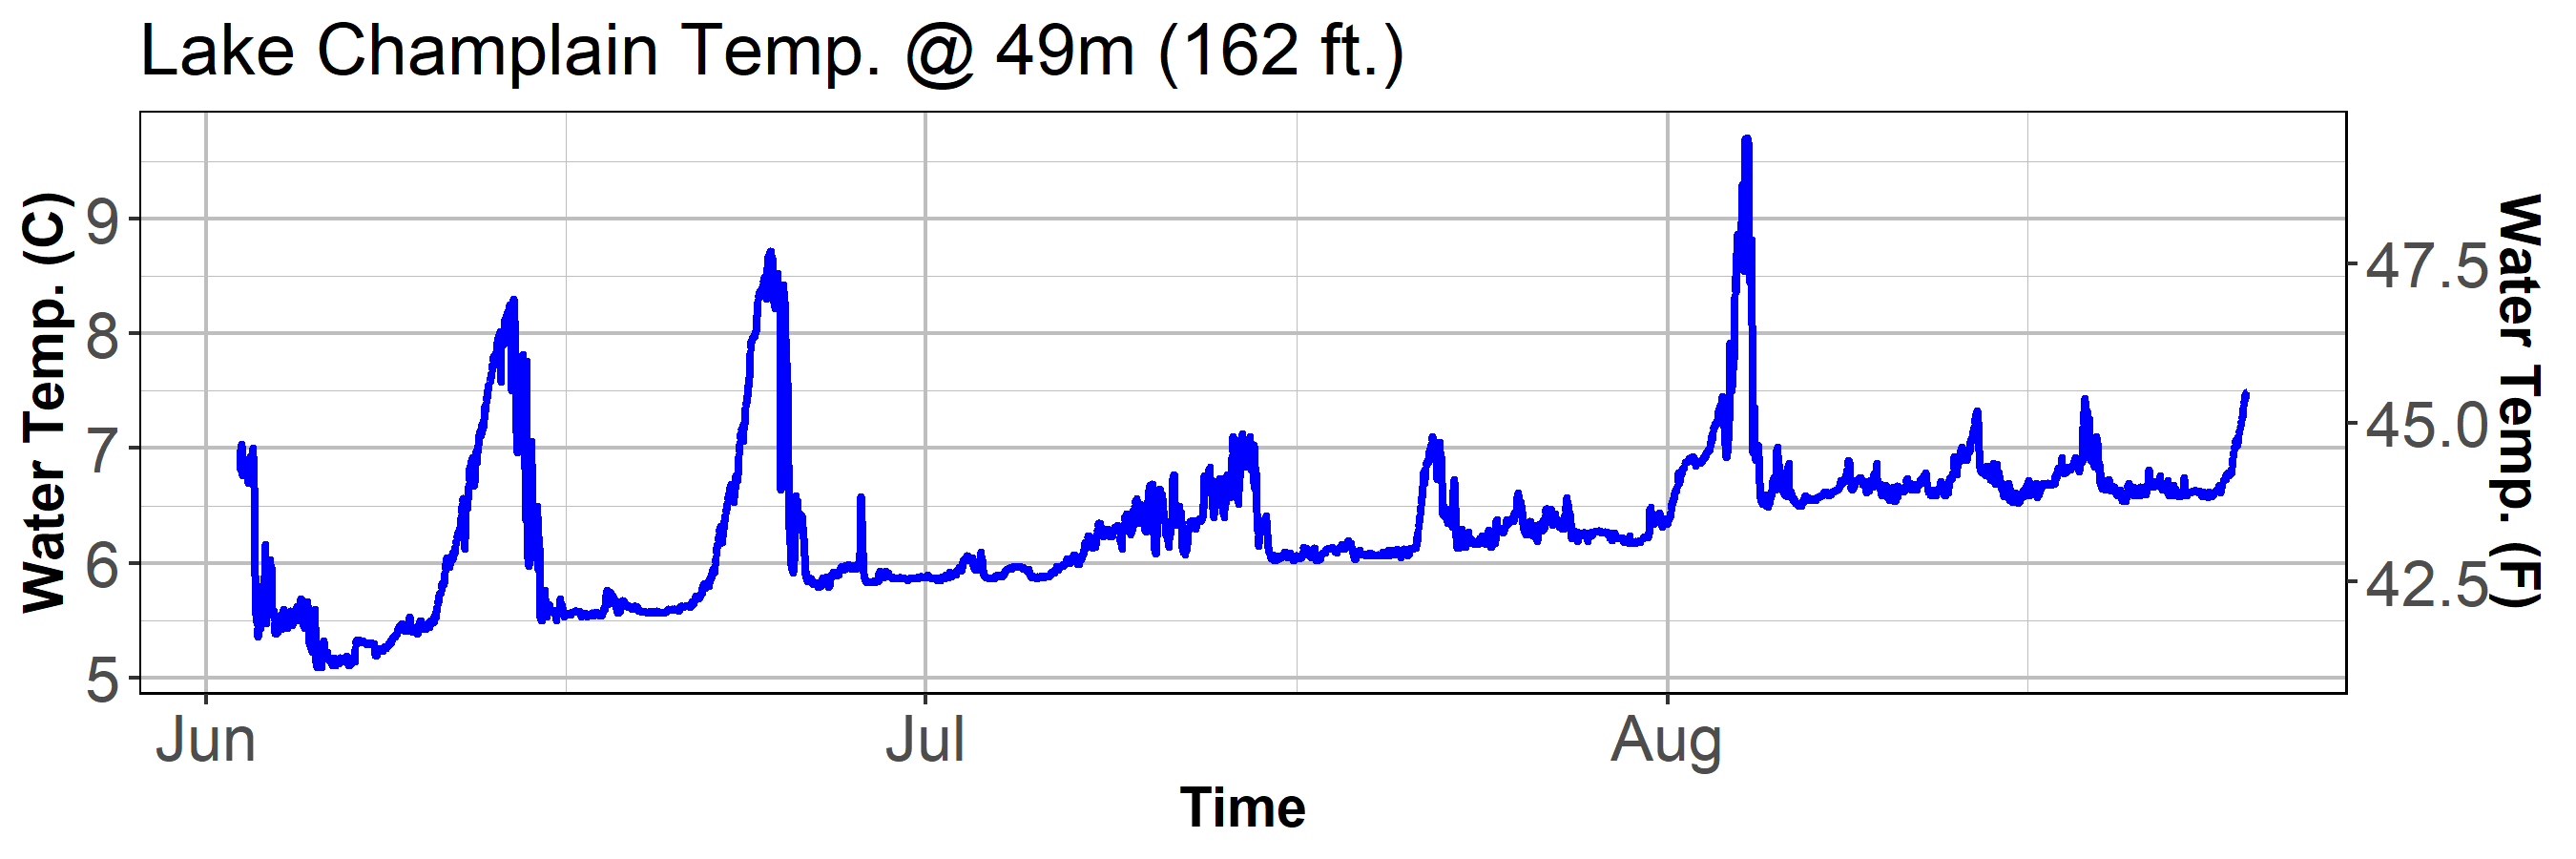 Lake Champlain Temp. @ 49m (162 ft.)
Water Temp. (C)
9
8
7
6
5
47.5
45.0
42.5
Water Temp. (F)
Jun Jul Aug
Time